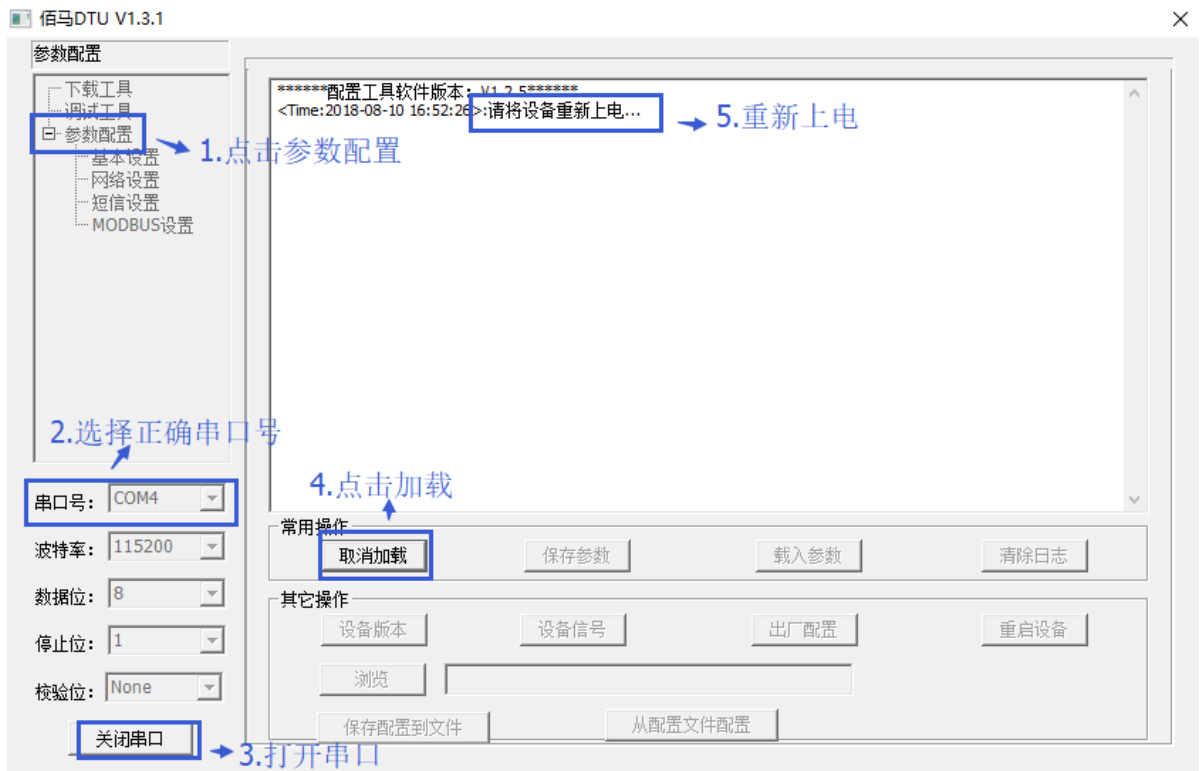 佰马DTU V1.3.1
参数配置
下载工具
调试工具
参数配置
基本设置
网络设置
短信设置
MODBUS设置
1.点击参数配置
******配置工具软件版本：V1.2.5******
<Time:2018-08-10 16:52:26>:请将设备重新上电...
5.重新上电
2.选择正确串口号
串口号： COM4
波特率： 115200
数据位： 8
停止位： 1
校验位： None
关闭串口
3.打开串口
4.点击加载
常用操作
取消加载 保存参数 载入参数 清除日志
其它操作
设备版本 设备信号 出厂配置 重启设备
浏览
保存配置到文件 从配置文件配置